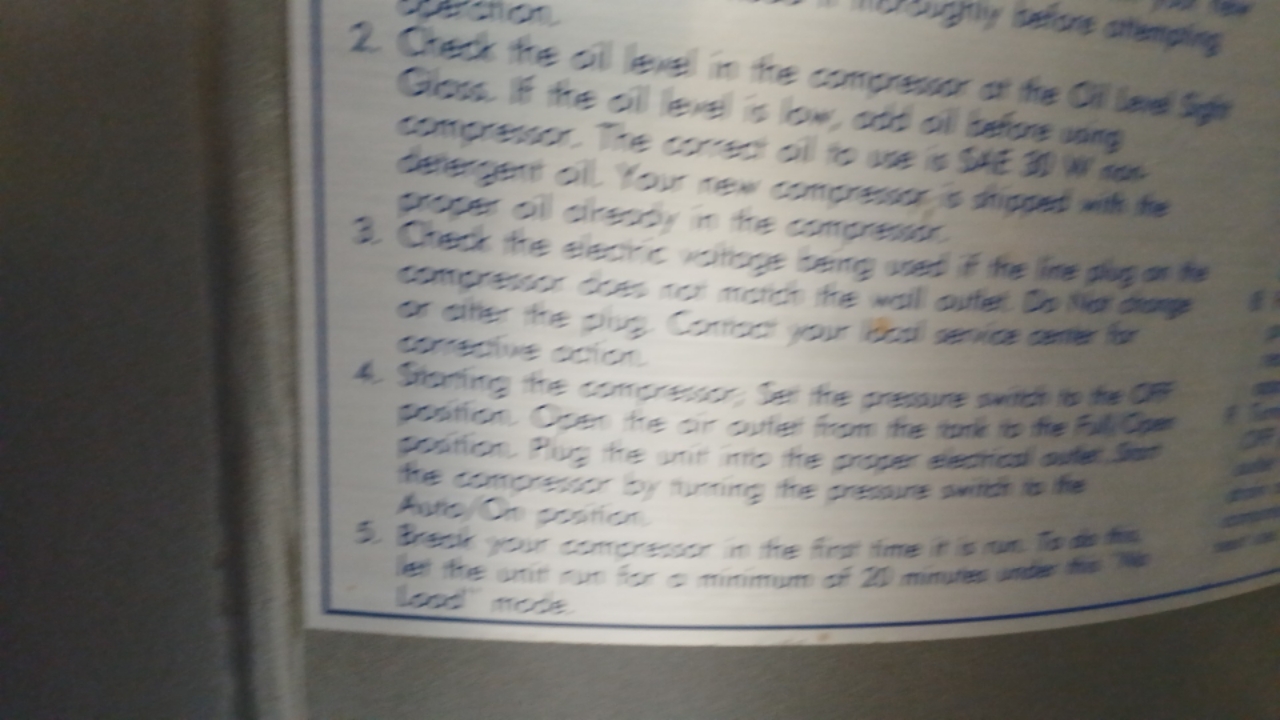 thoroughly before attempting
operation.
2. Check the oil level in the compressor at the Oil Level Sight
Glass. If the oil level is low, add oil before using
compressor. The correct oil to use is SAE 30 W non-
detergent oil. Your new compressor, is shipped with the
proper oil already in the compressor.
3. Check the electric voltage being used if the line plug on the
compressor does not match the wall outlet. Do Not change
or alter the plug. Contact your local service center for
corrective action.
4. Starting the compressor; Set the pressure switch to the OFF
position. Open the air outlet from the tank to the Full/Open
position. Plug the unit into the proper electrical outlet. Start
the compressor by turning the pressure switch to the
Auto/On position.
5. Break your compressor in the first time it is run. To do this,
let the unit run for a minimum of 20 minutes under this "No
Load" mode.